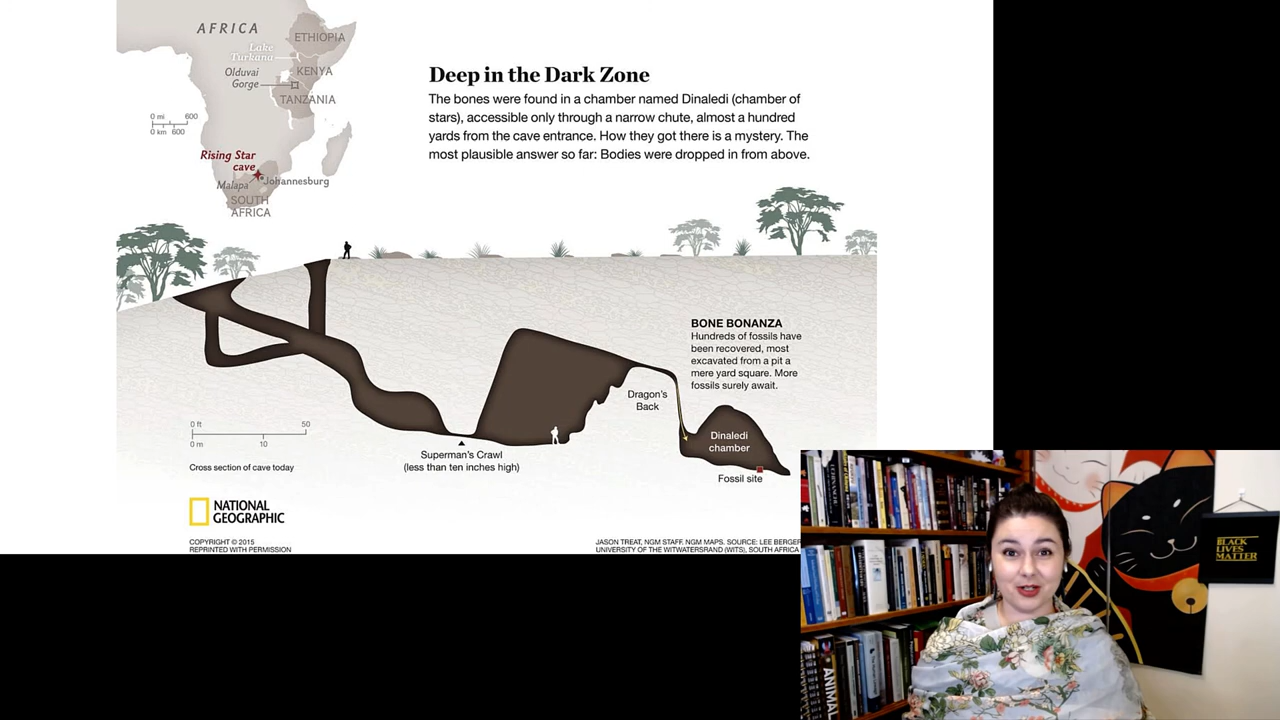 AFRICA
ETHIOPIA
Lake
Turkana
KENYA
Olduvai
Gorge
TANZANIA
0 mi 600
0 km 600
Rising Star
cave
Malapa
Johannesburg
SOUTH
AFRICA
Deep in the Dark Zone
The bones were found in a chamber named Dinaledi (chamber of
stars), accessible only through a narrow chute, almost a hundred
yards from the cave entrance. How they got there is a mystery. The
most plausible answer so far: Bodies were dropped in from above.
BONE BONANZA
Hundreds of fossils have
been recovered, most
excavated from a pit a
mere yard square. More
fossils surely await.
Dragon's
Back
Dinaledi
chamber
Fossil site
Superman's Crawl
(less than ten inches high)
0 ft 50
0 m 10
Cross section of cave today
NATIONAL
GEOGRAPHIC
COPYRIGHT © 2015
REPRINTED WITH PERMISSION
JASON TREAT, NGM STAFF. NGM MAPS. SOURCE: LEE BERGER
UNIVERSITY OF THE WITWATERSRAND (WITS), SOUTH AFRICA
BLACK
LIVES
MATTER
ANIMAL